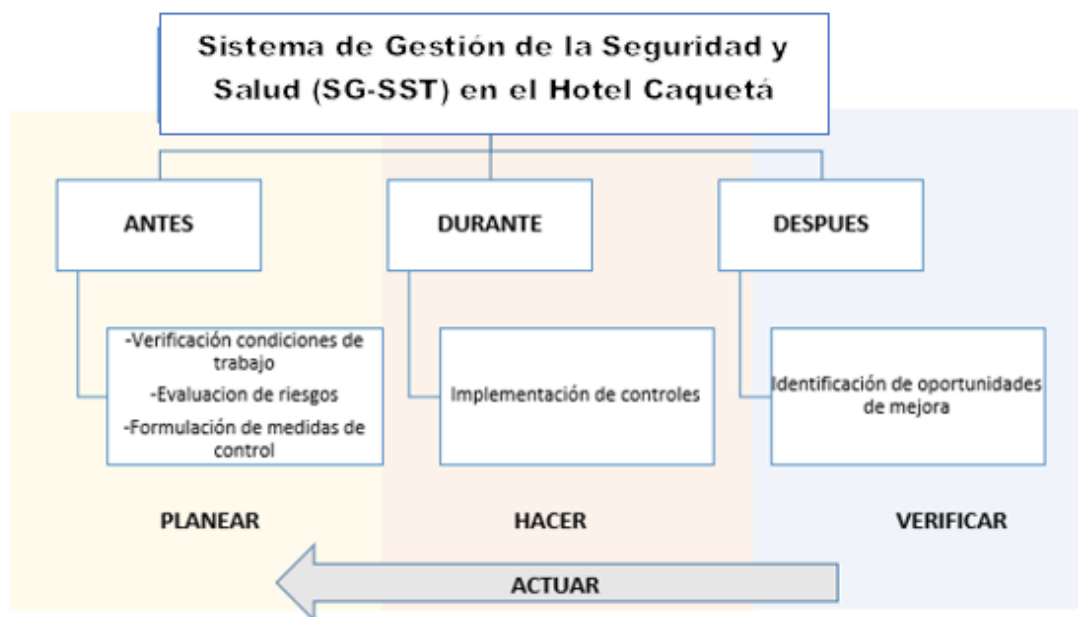 Sistema de Gestión de la Seguridad y
Salud (SG-SST) en el Hotel Caquetá
ANTES
DURANTE
DESPUES
-Verificación condiciones de
trabajo
-Evaluacion de riesgos
-Formulación de medidas de
control
Implementación de controles
Identificación de oportunidades
de mejora
PLANEAR
HACER
VERIFICAR
ACTUAR